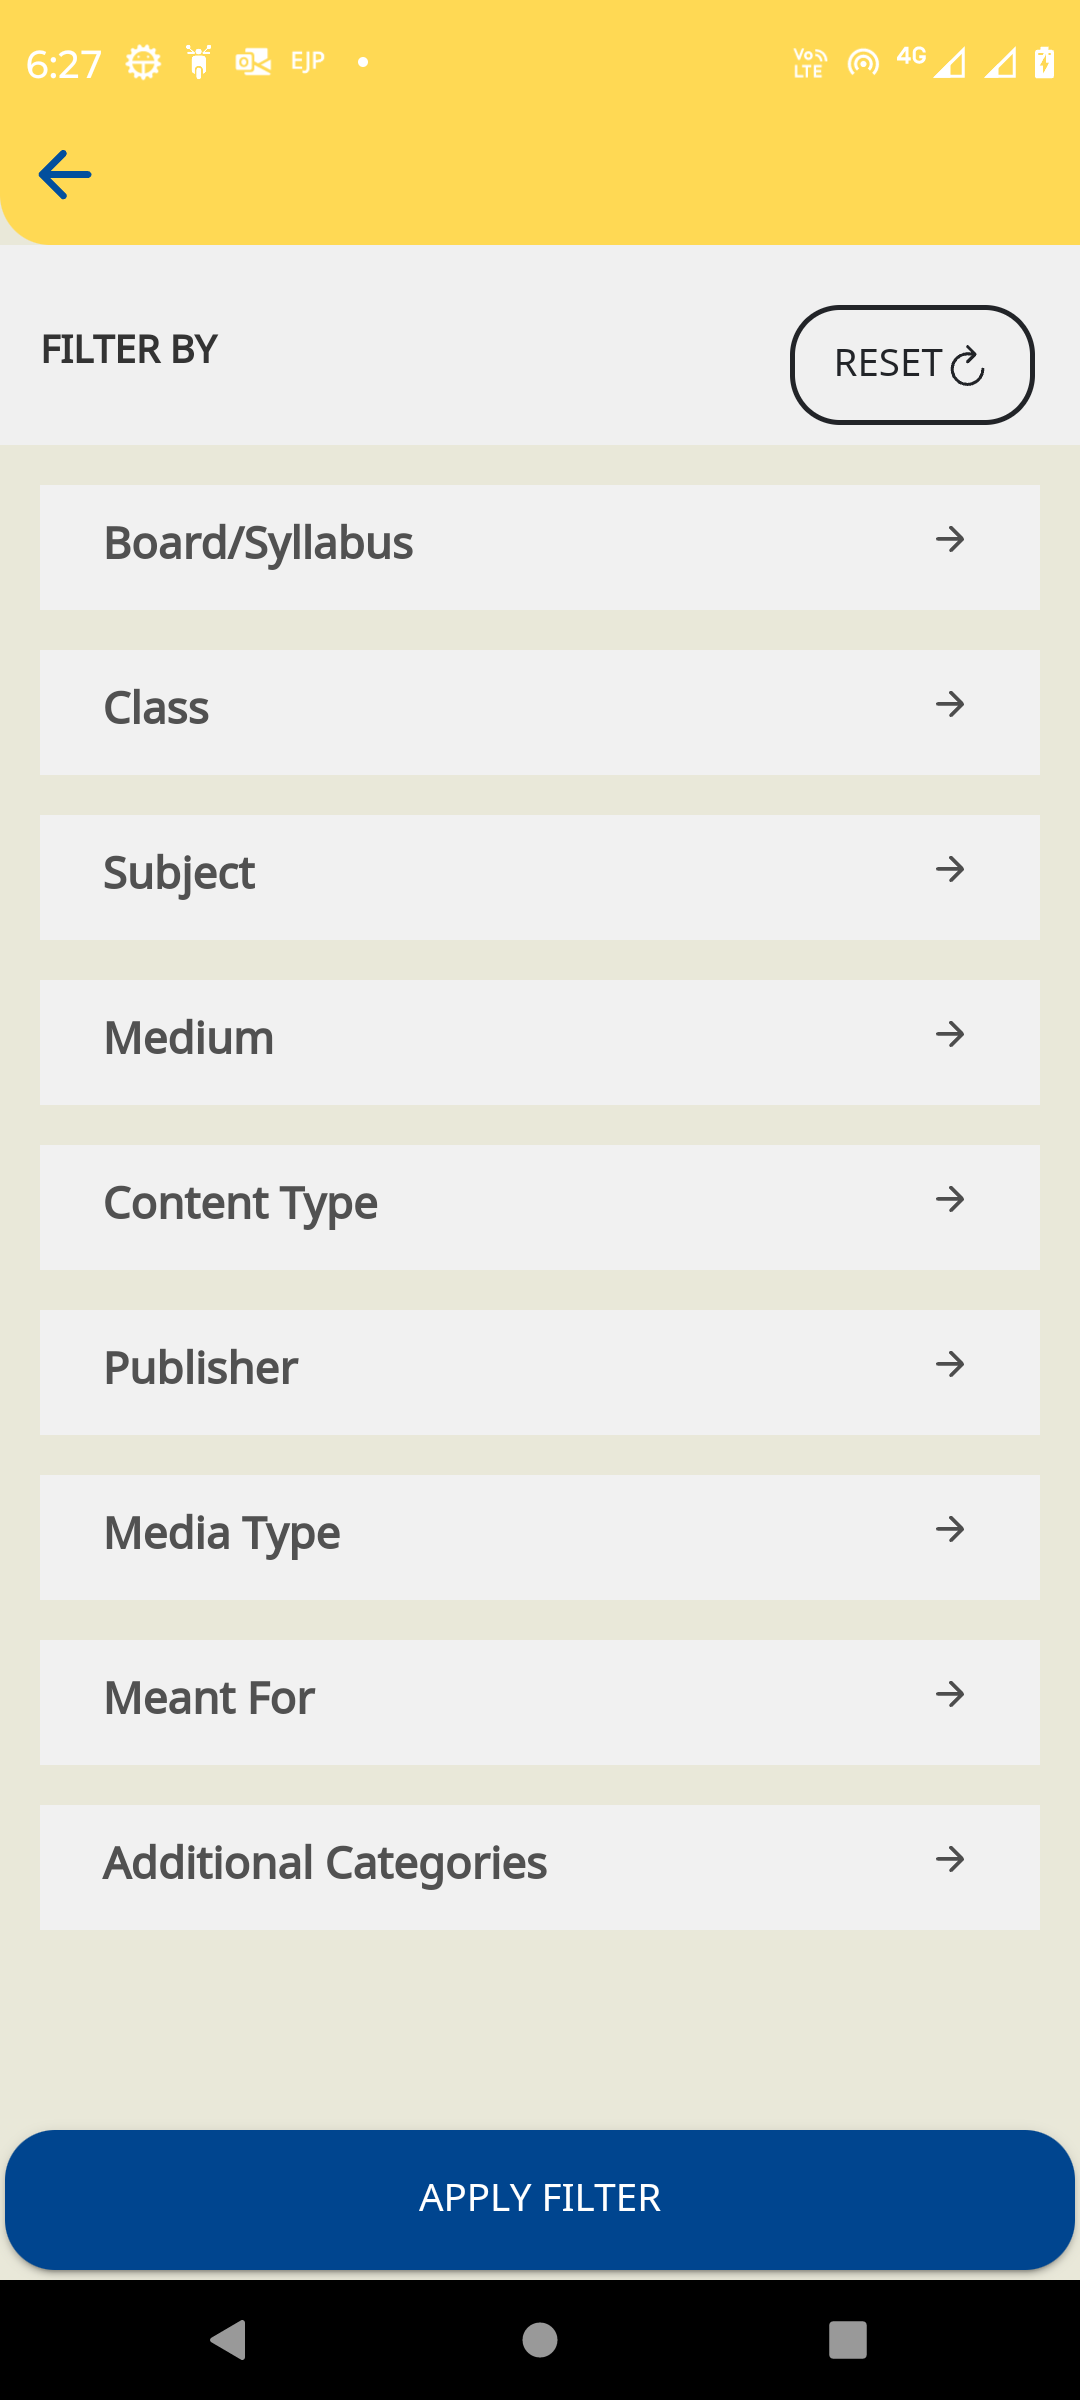 6:27 EJP Vo LTE 4G
FILTER BY
RESET
Board/Syllabus
Class
Subject
Medium
Content Type
Publisher
Media Type
Meant For
Additional Categories
APPLY FILTER